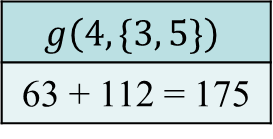 g(4,{3,5})
63 + 112 = 175